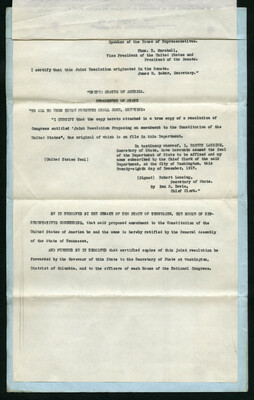 Speaker of the House of Representatives.
Thos. R. Marshall,
Vice President of the United States and
President of the Senate.
I certify that this Joint Resolution originated in the Senate.
James M. Baker, Secretary."
"UNITED STATES OF AMERICA.
DEPARTMENT OF STATE
"TO ALL TO WHOM THESE PRESENTS SHALL COME, GREETING:
"I CERTIFY that the copy hereto attached is a true copy of a resolution of
Congress entitled "Joint Resolution Proposing an amendment to the Constitution of the
United States", the original of which is on file in this Department.
In testimony whereof, I, ROBERT LANSING,
Secretary of State, have hereunto caused the Seal
of the Department of State to be affixed and my
name subscribed by the Chief Clerk of the said
Department, at the City of Washington, this
twenty-eighth day of December, 1917.
(United States Seal)
(Signed) Robert Lansing,
Secretary of State.
By Ben G. Davis,
Chief Clerk."
BE IT RESOLVED BY THE SENATE OF THE STATE OF TENNESSEE, THE HOUSE OF REP-
RESENTATIVES CONCURRING, that said proposed amendment to the Constitution of the
United States of America be and the same is hereby ratified by the General Assembly
of the State of Tennessee,
AND FURTHER BE IT RESOLVED that certified copies of this Joint resolution be
forwarded by the Governor of this State to the Secretary of State at Washington,
District of Columbia, and to the officers of each House of the National Congress.